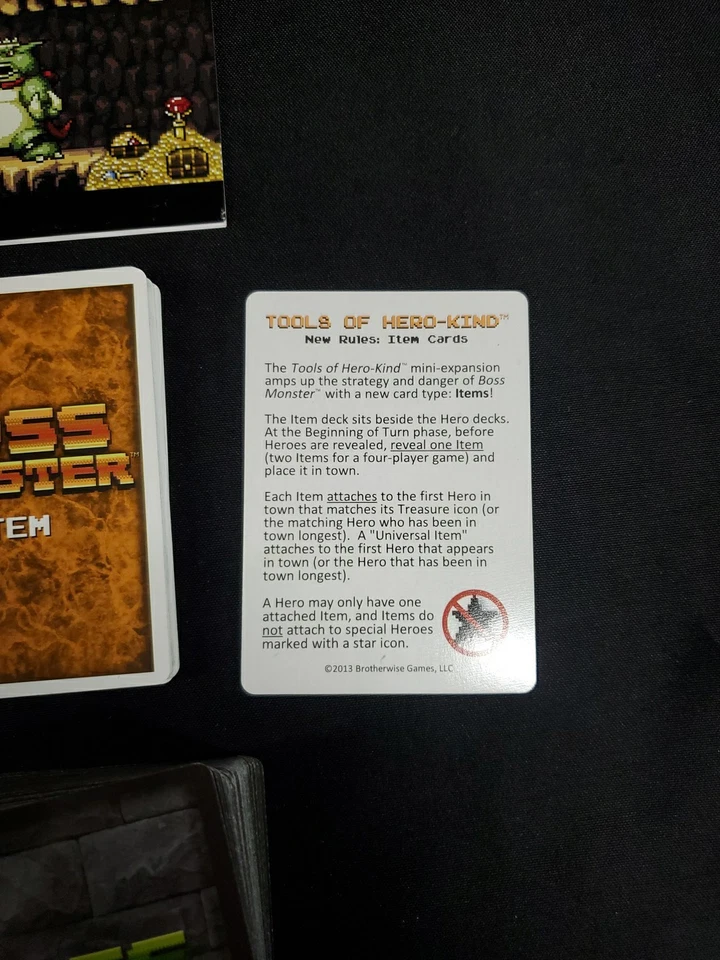 TOOLS OF HERO-KIND™
New Rules: Item Cards
The Tools of Hero-Kind™ mini-expansion
amps up the strategy and danger of Boss
Monster™ with a new card type: Items!
The Item deck sits beside the Hero decks.
At the Beginning of Turn phase, before
Heroes are revealed, reveal one Item
(two Items for a four-player game) and
place it in town.
Each Item attaches to the first Hero in
town that matches its Treasure icon (or
the matching Hero who has been in
town longest). A "Universal Item"
attaches to the first Hero that appears
in town (or the Hero that has been in
town longest).
A Hero may only have one
attached Item, and Items do
not attach to special Heroes
marked with a star icon.
©2013 Brotherwise Games, LLC
OSS
STER™
TEM